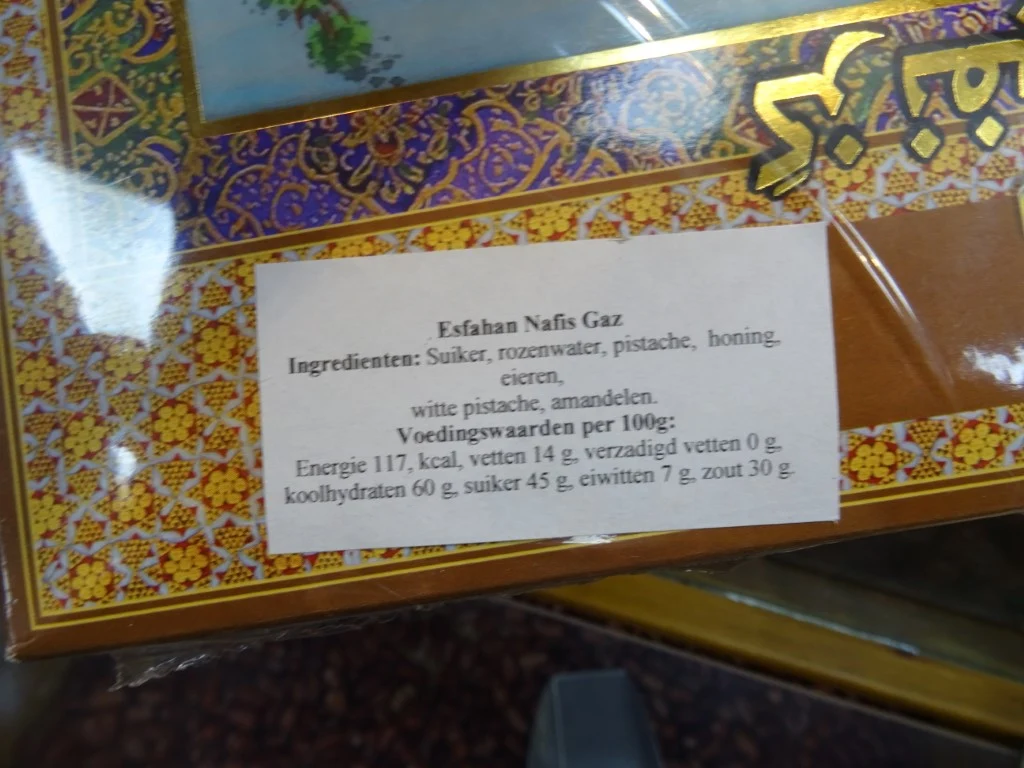 Esfahan Nafis Gaz
Ingredienten: Suiker, rozenwater, pistache, honing,
eieren,
witte pistache, amandelen.
Voedingswaarden per 100g:
Energie 117, kcal, vetten 14 g, verzadigd vetten 0 g,
koolhydraten 60 g, suiker 45 g, eiwitten 7 g, zout 30 g.